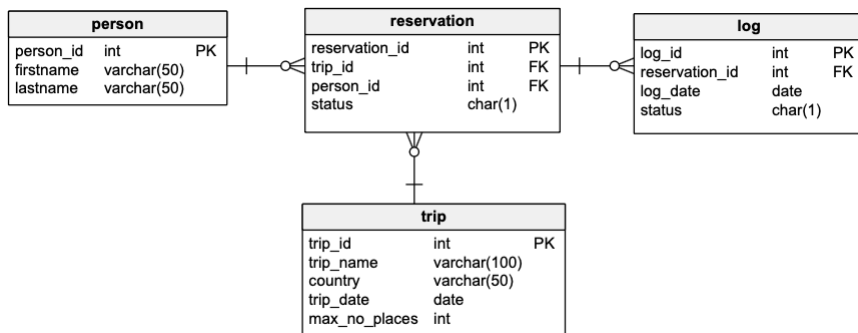 person
person_id int PK
firstname varchar(50)
lastname varchar(50)
reservation
reservation_id int PK
trip_id int FK
person_id int FK
status char(1)
log
log_id int PK
reservation_id int FK
log_date date
status char(1)
trip
trip_id int PK
trip_name varchar(100)
country varchar(50)
trip_date date
max_no_places int